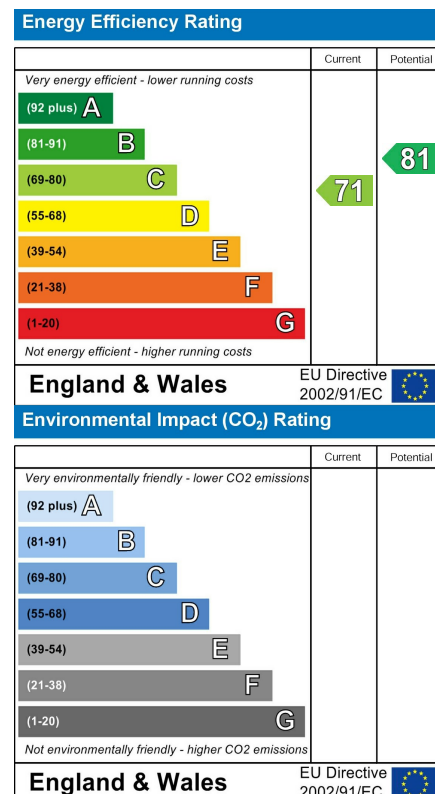 Energy Efficiency Rating
Current Potential
Very energy efficient - lower running costs
(92 plus) A
(81-91) B
81
(69-80) C
71
(55-68) D
(39-54) E
(21-38) F
(1-20) G
Not energy efficient - higher running costs
England & Wales
EU Directive
2002/91/EC
Environmental Impact (CO₂) Rating
Current Potential
Very environmentally friendly - lower CO2 emissions
(92 plus) A
(81-91) B
(69-80) C
(55-68) D
(39-54) E
(21-38) F
(1-20) G
Not environmentally friendly - higher CO2 emissions
England & Wales
EU Directive
2002/91/EC